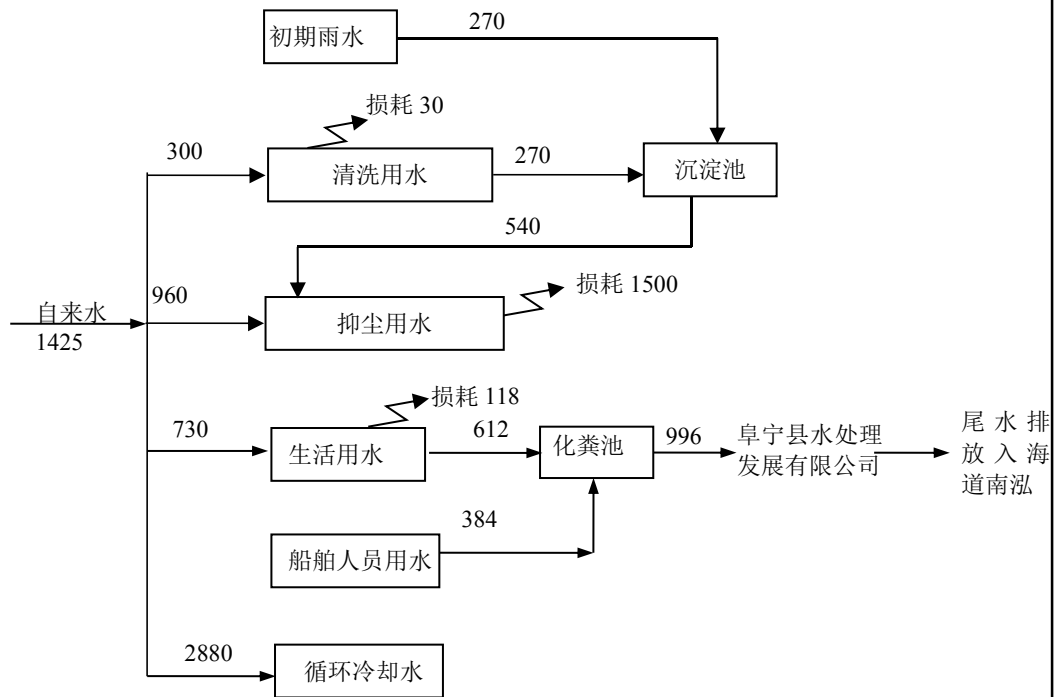 初期雨水
270
损耗 30
300
清洗用水
270
沉淀池
540
损耗 1500
自来水
1425
960
抑尘用水
损耗 118
730
生活用水
612
化粪池
996
阜宁县水处理
发展有限公司
尾水排
放入海
道南泓
384
船舶人员用水
2880
循环冷却水